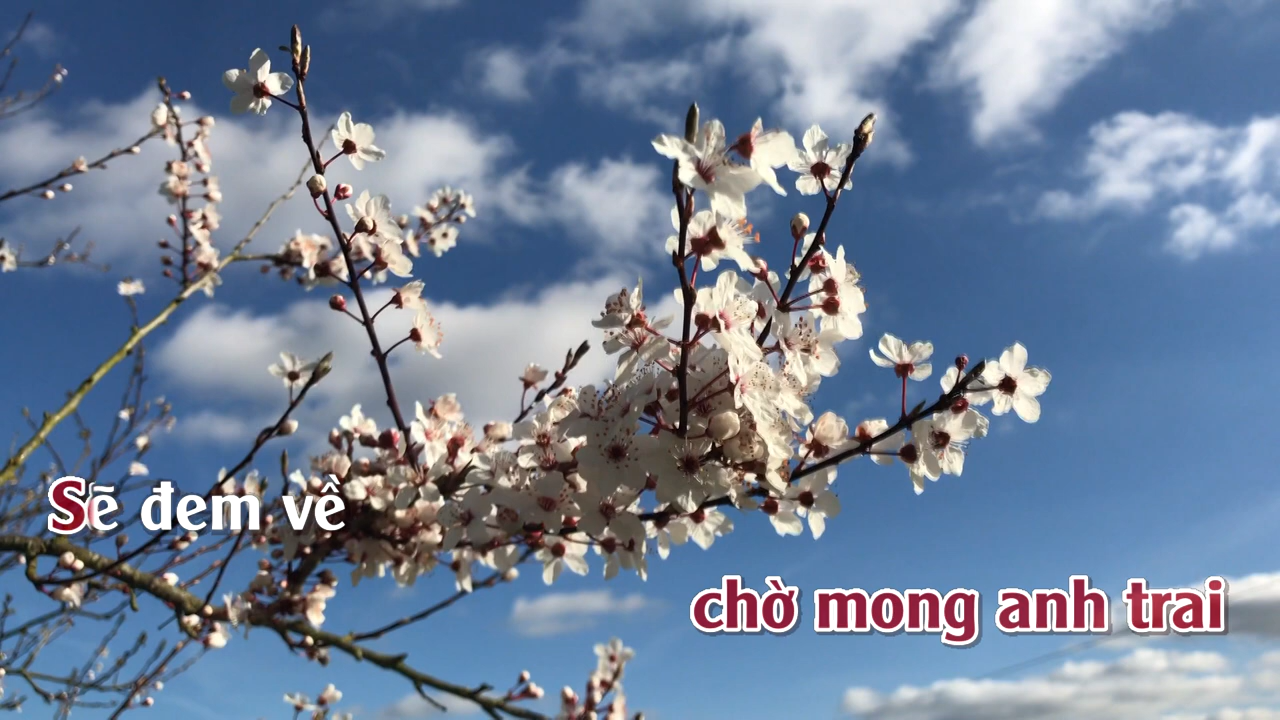 Sẽ đem về
chờ mong anh trai